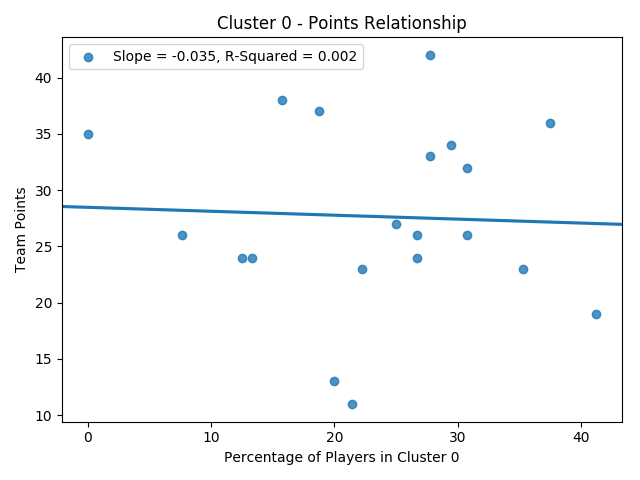 Cluster 0 - Points Relationship
Slope = -0.035, R-Squared = 0.002
Team Points
40
35
30
25
20
15
10
0 10 20 30 40
Percentage of Players in Cluster 0